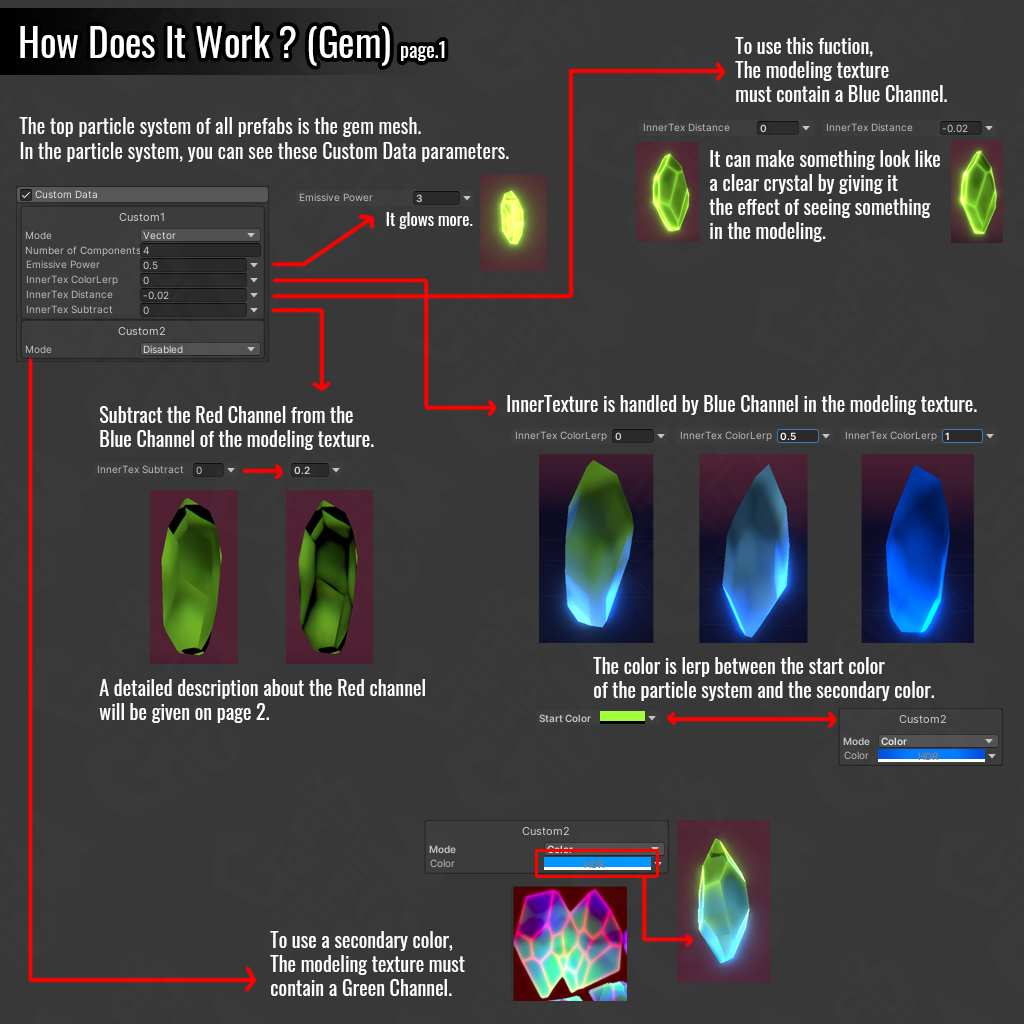 How Does It Work ? (Gem) page.1
The top particle system of all prefabs is the gem mesh.
In the particle system, you can see these Custom Data parameters.
To use this fuction,
The modeling texture
must contain a Blue Channel.
InnerTex Distance 0
InnerTex Distance -0.02
It can make something look like
a clear crystal by giving it
the effect of seeing something
in the modeling.
Custom Data
Custom1
Mode Vector
Number of Components 4
Emissive Power 0.5
InnerTex ColorLerp 0
InnerTex Distance -0.02
InnerTex Subtract 0
Custom2
Mode Disabled
Emissive Power 3
It glows more.
Subtract the Red Channel from the
Blue Channel of the modeling texture.
InnerTex Subtract 0 0.2
A detailed description about the Red channel
will be given on page 2.
InnerTexture is handled by Blue Channel in the modeling texture.
InnerTex ColorLerp 0
InnerTex ColorLerp 0.5
InnerTex ColorLerp 1
The color is lerp between the start color
of the particle system and the secondary color.
Start Color
Custom2
Mode Color
Color HDR
Custom2
Mode Color
Color HDR
To use a secondary color,
The modeling texture must
contain a Green Channel.